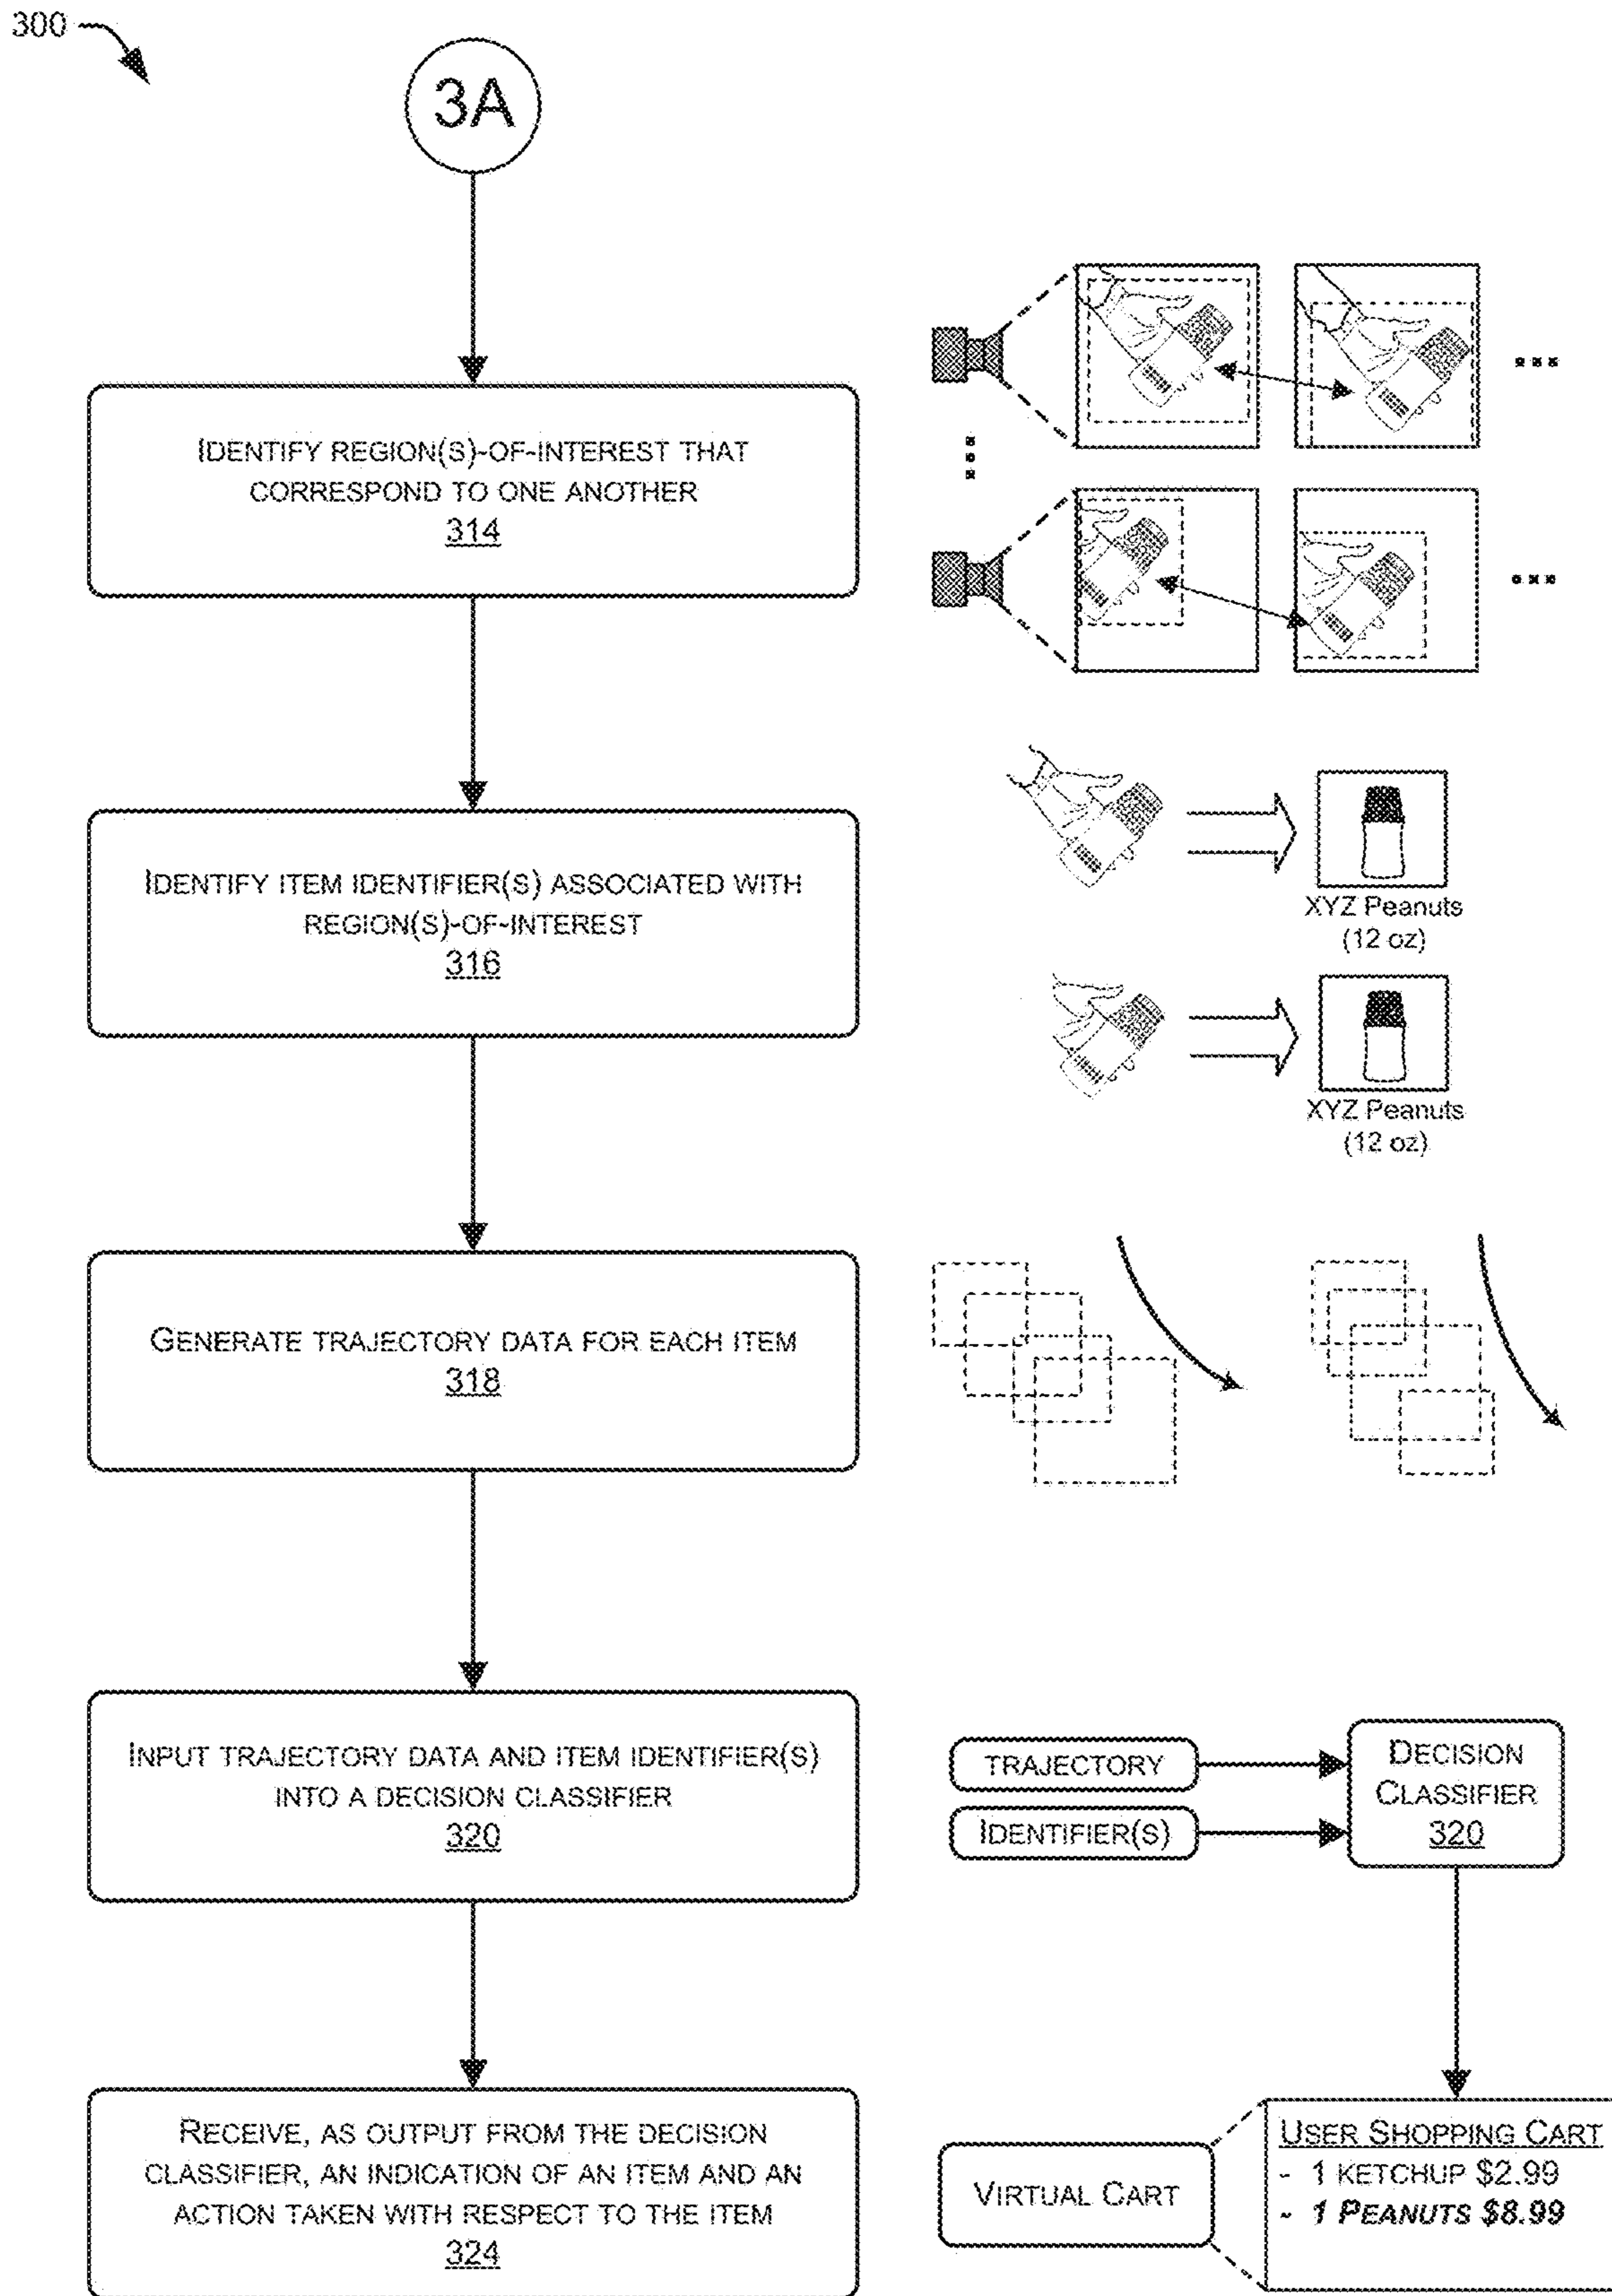 300
3A
IDENTIFY REGION(S)-OF-INTEREST THAT
CORRESPOND TO ONE ANOTHER
314
IDENTIFY ITEM IDENTIFIER(S) ASSOCIATED WITH
REGION(S)-OF-INTEREST
316
XYZ Peanuts
(12 oz)
XYZ Peanuts
(12 oz)
GENERATE TRAJECTORY DATA FOR EACH ITEM
318
INPUT TRAJECTORY DATA AND ITEM IDENTIFIER(S)
INTO A DECISION CLASSIFIER
320
TRAJECTORY
IDENTIFIER(S)
DECISION
CLASSIFIER
320
RECEIVE, AS OUTPUT FROM THE DECISION
CLASSIFIER, AN INDICATION OF AN ITEM AND AN
ACTION TAKEN WITH RESPECT TO THE ITEM
324
VIRTUAL CART
USER SHOPPING CART
- 1 KETCHUP $2.99
- 1 PEANUTS $8.99